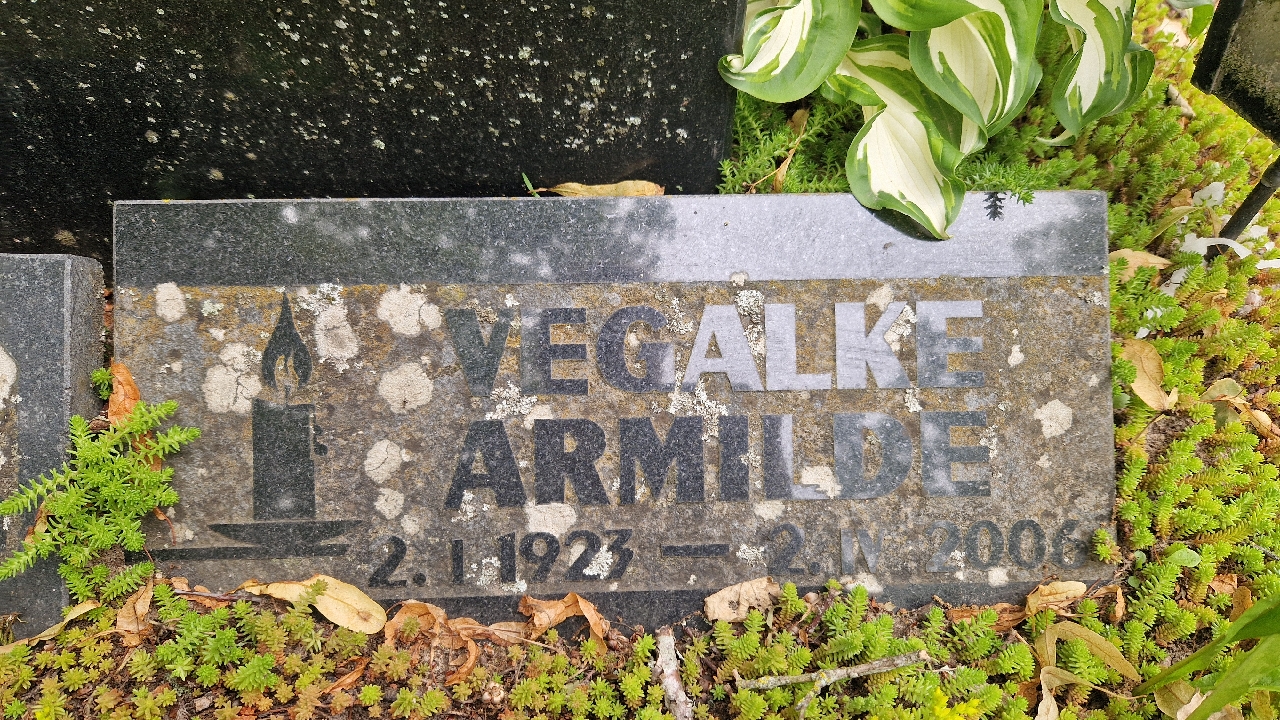 VEGALKE
ARMILDE
2. I 1923 — 2. IV 2006